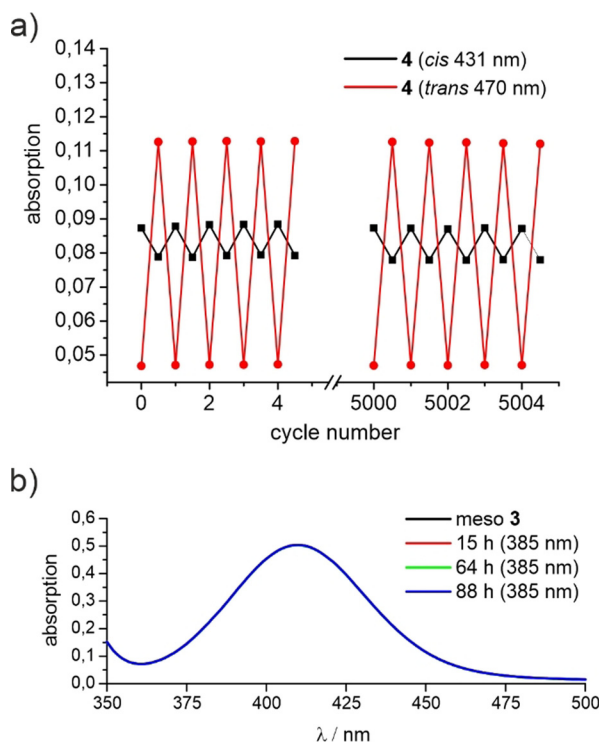 a)
0,14
0,13
0,12
0,11
0,10
0,09
0,08
0,07
0,06
0,05
absorption
4 (cis 431 nm)
4 (trans 470 nm)
0 2 4 5000 5002 5004
cycle number
b)
0,6
0,5
0,4
0,3
0,2
0,1
0,0
absorption
meso 3
15 h (385 nm)
64 h (385 nm)
88 h (385 nm)
350 375 400 425 450 475 500
λ / nm